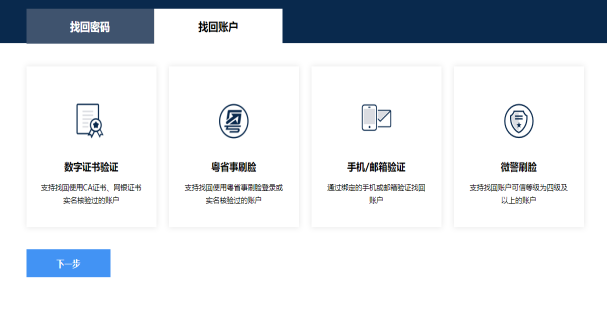 找回密码
找回账户
数字证书验证
支持找回使用CA证书、网银证书
实名核验过的账户
粤省事刷脸
支持找回使用粤省事刷脸登录或
实名核验过的账户
手机/邮箱验证
通过绑定的手机或邮箱验证找回
账户
微警刷脸
支持找回账户可信等级为四级及
以上的账户
下一步